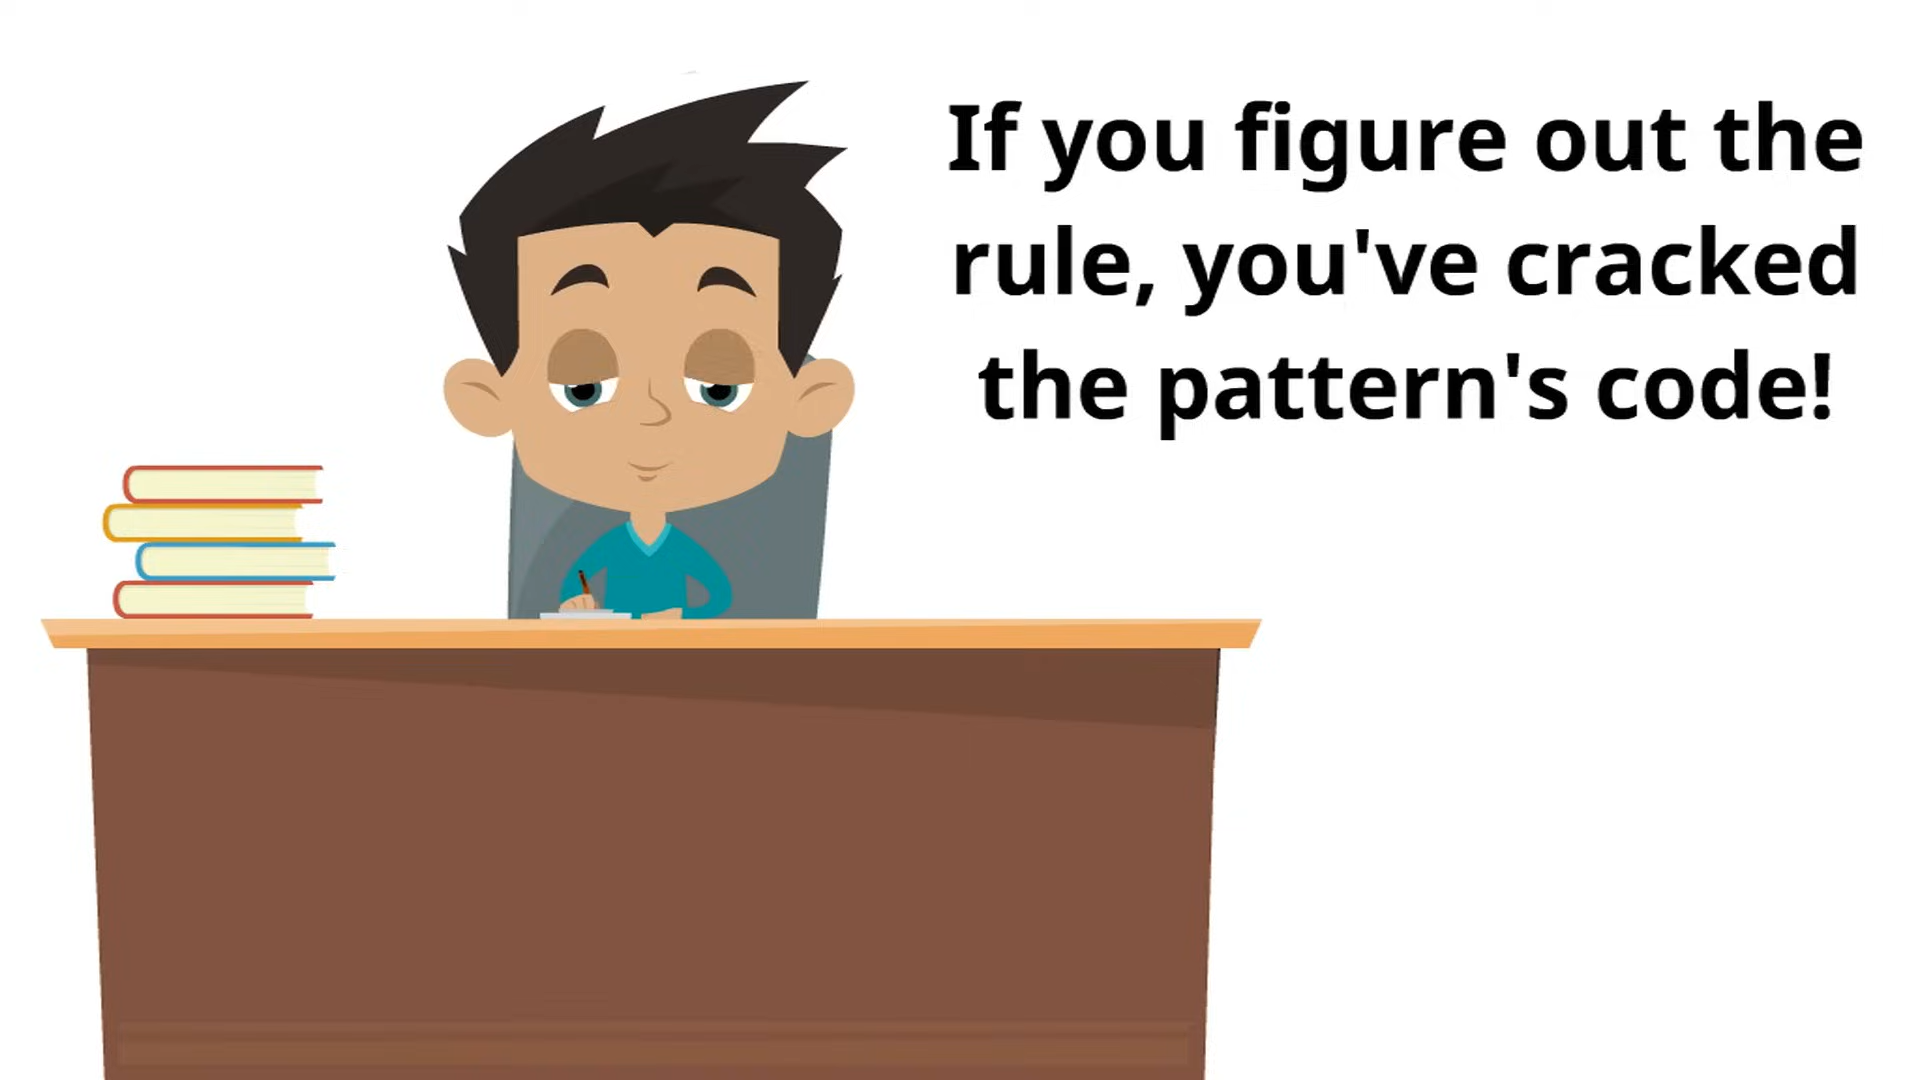 If you figure out the
rule, you've cracked
the pattern's code!